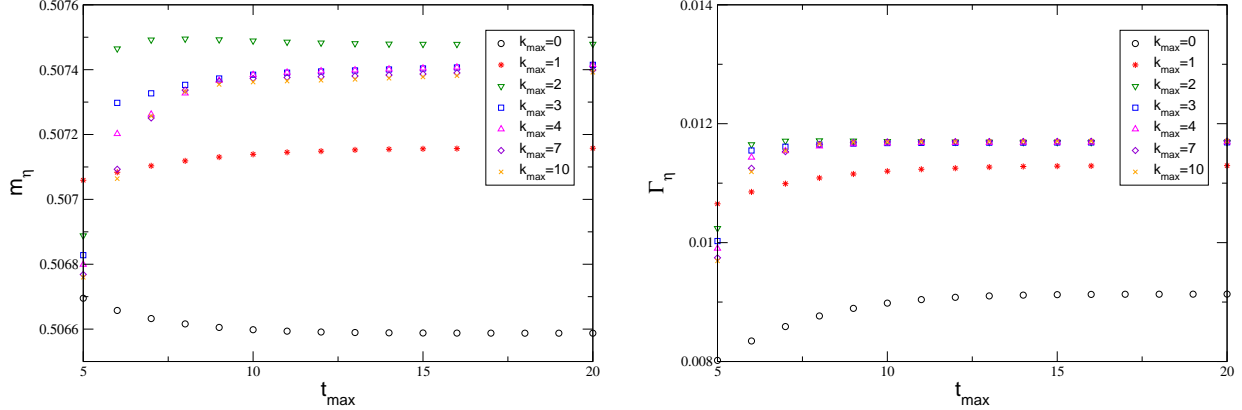 0.5076
0.5074
0.5072
0.507
0.5068
0.5066
m_η
5
10
15
20
t_max
k_max=0
k_max=1
k_max=2
k_max=3
k_max=4
k_max=7
k_max=10
0.014
0.012
0.01
0.008
Γ_η
5
10
15
20
t_max
k_max=0
k_max=1
k_max=2
k_max=3
k_max=4
k_max=7
k_max=10